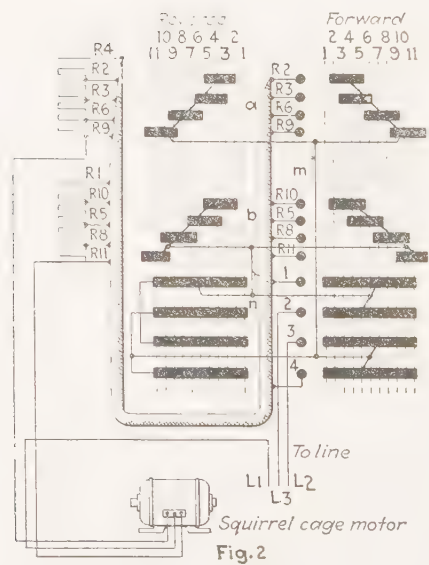 Forward
10 8 6 4 2
11 9 7 5 3 1
2 4 6 8 10
1 3 5 7 9 11
R4
R2
R3
R6
R9
R2
R3
R6
R9
a
m
R1
R10
R5
R8
R11
R10
R5
R8
R11
b
n
1
2
3
4
To line
L1 L2
L3
Squirrel cage motor
Fig.2